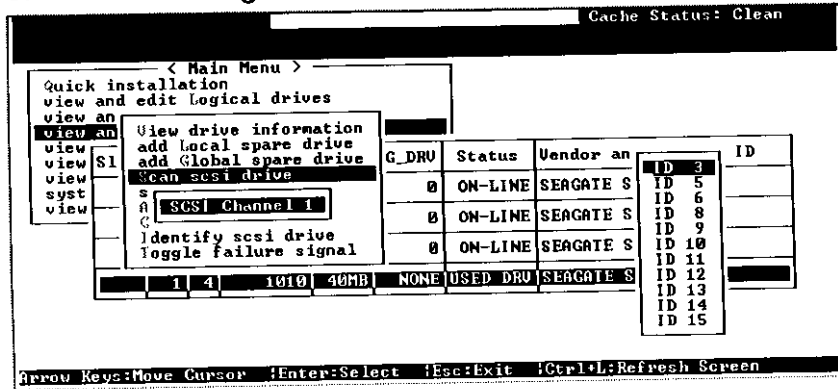 Cache Status: Clean
< Main Menu >
Quick installation
view and edit Logical drives
view an
view an
view
view
view
syst
view
View drive information
add Local spare drive
add Global spare drive
Scan scsi drive
s
A
C
Identify scsi drive
Toggle failure signal
SCSI Channel 1
Sl G_DRV Status Vendor an ID
0 ON-LINE SEAGATE S
0 ON-LINE SEAGATE S
0 ON-LINE SEAGATE S
1 4 1010 40MB NONE USED DRV SEAGATE S
ID 3
ID 5
ID 6
ID 8
ID 9
ID 10
ID 11
ID 12
ID 13
ID 14
ID 15
Arrow Keys:Move Cursor |Enter:Select |Esc:Exit |Ctrl+L:Refresh Screen